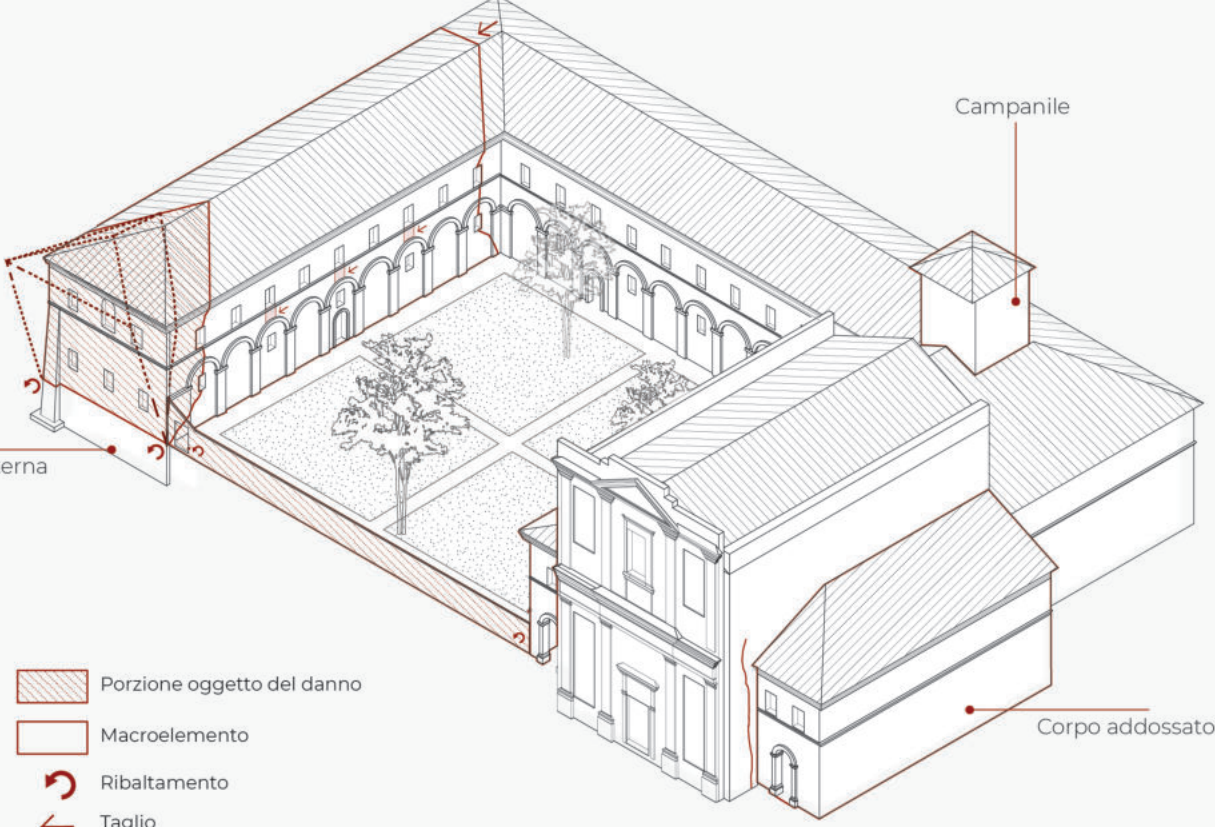 Campanile
erna
Corpo addossato
Porzione oggetto del danno
Macroelemento
Ribaltamento
Taglio